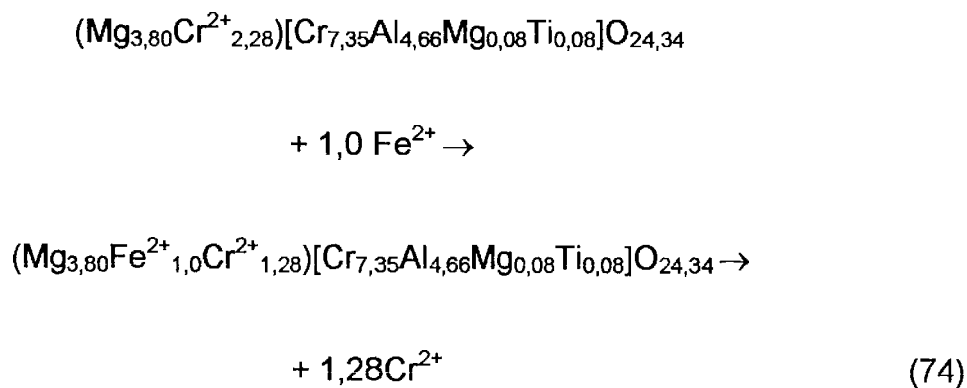 (Mg₃,₈₀Cr²⁺₂,₂₈)[Cr₇,₃₅Al₄,₆₆Mg₀,₀₈Ti₀,₀₈]O₂₄,₃₄
+ 1,0 Fe²⁺ →
(Mg₃,₈₀Fe²⁺₁,₀Cr²⁺₁,₂₈)[Cr₇,₃₅Al₄,₆₆Mg₀,₀₈Ti₀,₀₈]O₂₄,₃₄ →
+ 1,28Cr²⁺ (74)